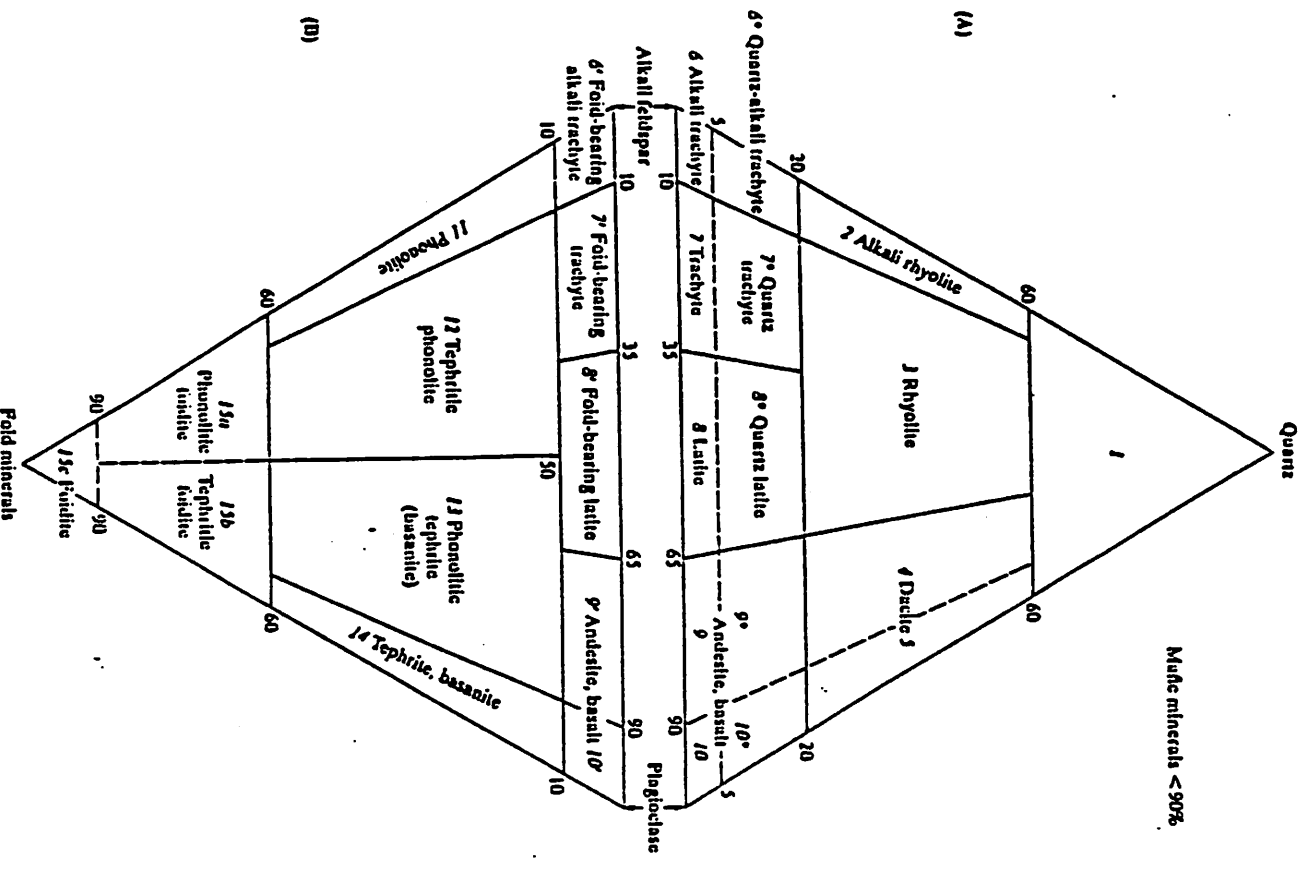 (A)
Quartz
Mafic minerals < 90%
60
60
1
2 Alkali rhyolite
3 Rhyolite
4 Dacite 5
20
20
6* Quartz-alkali trachyte
7* Quartz
trachyte
8* Quartz latite
9*
10*
Andesite, basalt
5
5
6 Alkali trachyte
7 Trachyte
8 Latite
9
10
10
35
65
90
Alkali feldspar
Plagioclase
10
35
65
90
6' Foid-bearing
alkali trachyte
7' Foid-bearing
trachyte
8' Foid-bearing latite
9' Andesite, basalt 10'
10
50
10
(B)
11 Phonolite
12 Tephritic
phonolite
13 Phonolitic
tephrite
(basanite)
14 Tephrite, basanite
60
60
15a
Phonolitic
foidite
15b
Tephritic
foidite
90
90
15c Foidite
Foid minerals